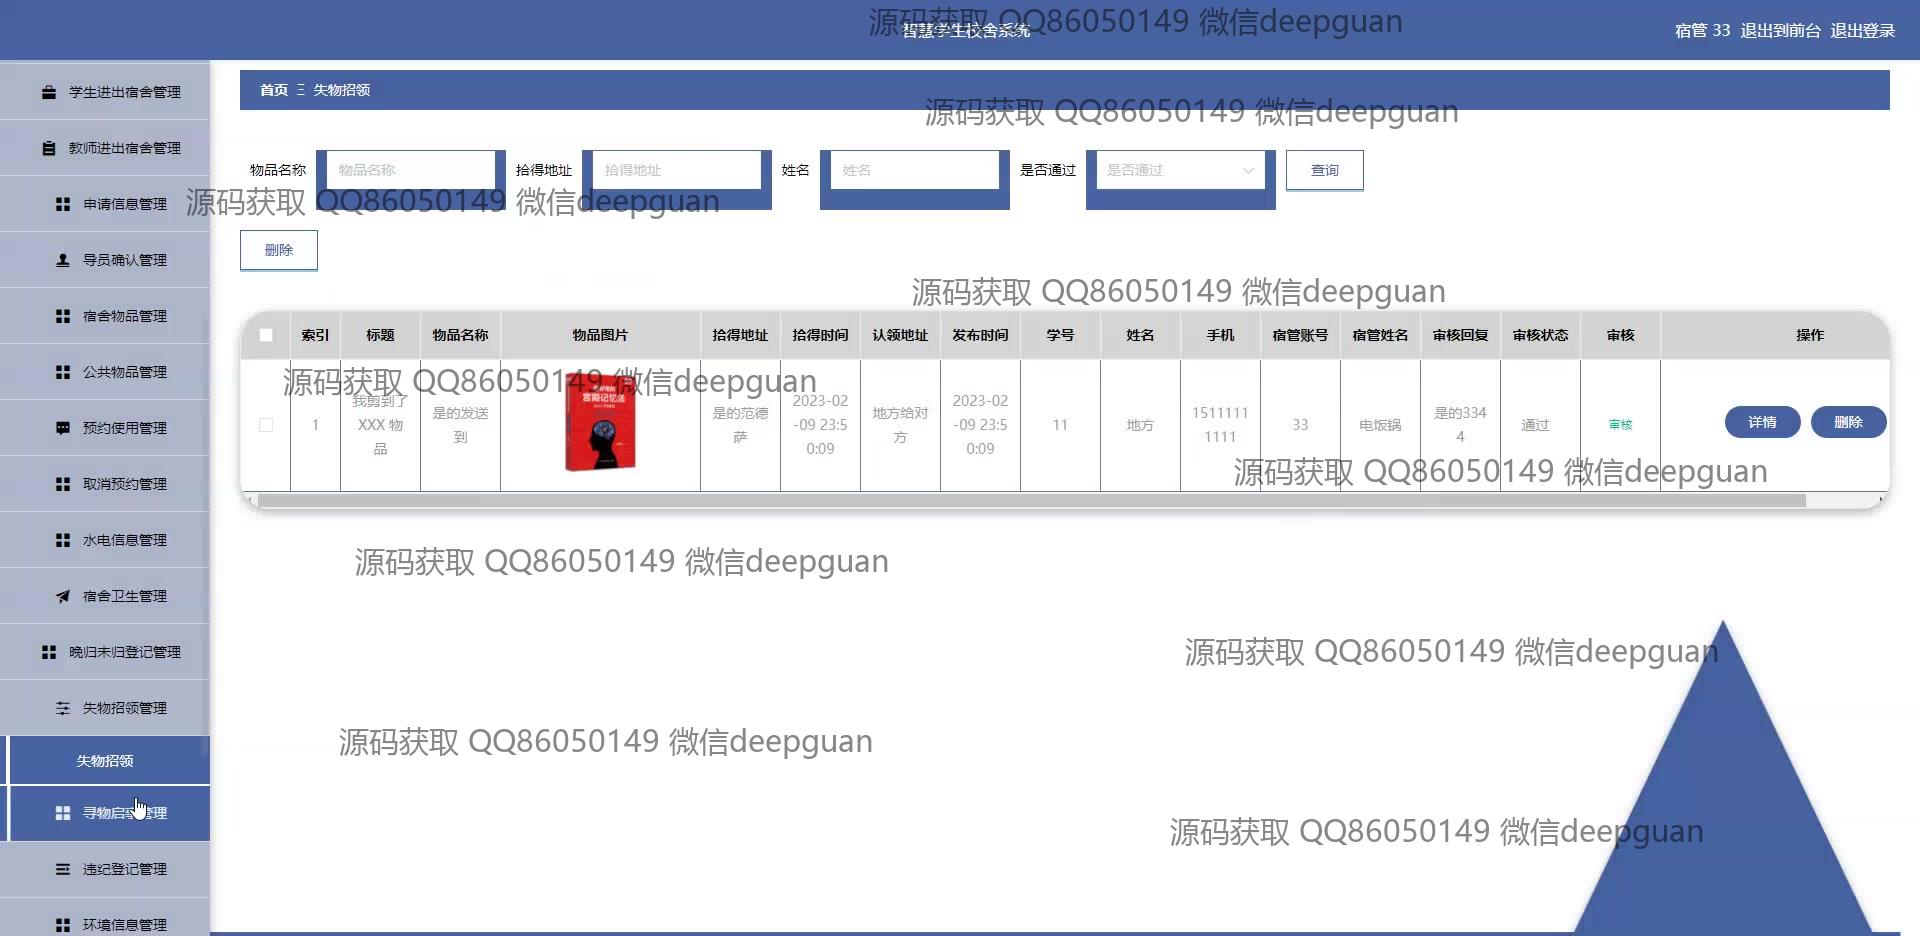 智慧学生校舍系统
源码获取 QQ86050149 微信deepguan
宿管 33 退出到前台 退出登录
学生进出宿舍管理
教师进出宿舍管理
申请信息管理
导员确认管理
宿舍物品管理
公共物品管理
预约使用管理
取消预约管理
水电信息管理
宿舍卫生管理
晚归未归登记管理
失物招领管理
失物招领
寻物启事管理
违纪登记管理
环境信息管理
首页 Ξ 失物招领
源码获取 QQ86050149 微信deepguan
物品名称 物品名称 拾得地址 拾得地址 姓名 姓名 是否通过 是否通过 查询
源码获取 QQ86050149 微信deepguan
删除
源码获取 QQ86050149 微信deepguan
索引 标题 物品名称 物品图片 拾得地址 拾得时间 认领地址 发布时间 学号 姓名 手机 宿管账号 宿管姓名 审核回复 审核状态 审核 操作
源码获取 QQ86050149 微信deepguan
1
我剪到了
XXX 物
品
是的发送
到
宫殿记忆法
是的范德
萨
2023-02
-09 23:5
0:09
地方给对
方
2023-02
-09 23:5
0:09
11
地方
1511111
1111
33
电饭锅
是的334
4
通过
审核
详情 删除
源码获取 QQ86050149 微信deepguan
源码获取 QQ86050149 微信deepguan
源码获取 QQ86050149 微信deepguan
源码获取 QQ86050149 微信deepguan
源码获取 QQ86050149 微信deepguan